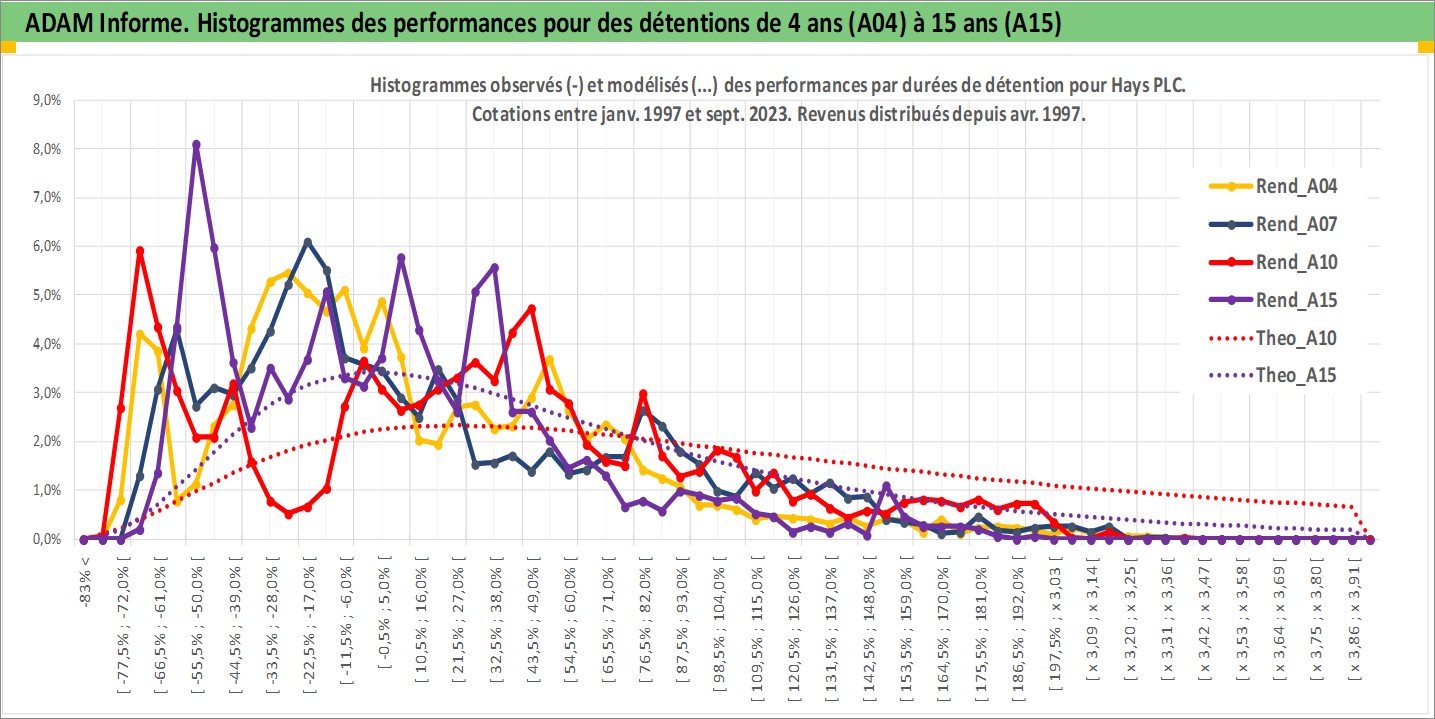 ADAM Informe. Histogrammes des performances pour des détentions de 4 ans (A04) à 15 ans (A15)
Histogrammes observés (-) et modélisés (...) des performances par durées de détention pour Hays PLC.
Cotations entre janv. 1997 et sept. 2023. Revenus distribués depuis avr. 1997.
9,0%
8,0%
7,0%
6,0%
5,0%
4,0%
3,0%
2,0%
1,0%
0,0%
Rend_A04
Rend_A07
Rend_A10
Rend_A15
Theo_A10
Theo_A15
-83% <
[ -77,5% ; -72,0% [
[ -66,5% ; -61,0% [
[ -55,5% ; -50,0% [
[ -44,5% ; -39,0% [
[ -33,5% ; -28,0% [
[ -22,5% ; -17,0% [
[ -11,5% ; -6,0% [
[ -0,5% ; 5,0% [
[ 10,5% ; 16,0% [
[ 21,5% ; 27,0% [
[ 32,5% ; 38,0% [
[ 43,5% ; 49,0% [
[ 54,5% ; 60,0% [
[ 65,5% ; 71,0% [
[ 76,5% ; 82,0% [
[ 87,5% ; 93,0% [
[ 98,5% ; 104,0% [
[ 109,5% ; 115,0% [
[ 120,5% ; 126,0% [
[ 131,5% ; 137,0% [
[ 142,5% ; 148,0% [
[ 153,5% ; 159,0% [
[ 164,5% ; 170,0% [
[ 175,5% ; 181,0% [
[ 186,5% ; 192,0% [
[ 197,5% ; x 3,03 [
[ x 3,09 ; x 3,14 [
[ x 3,20 ; x 3,25 [
[ x 3,31 ; x 3,36 [
[ x 3,42 ; x 3,47 [
[ x 3,53 ; x 3,58 [
[ x 3,64 ; x 3,69 [
[ x 3,75 ; x 3,80 [
[ x 3,86 ; x 3,91 [